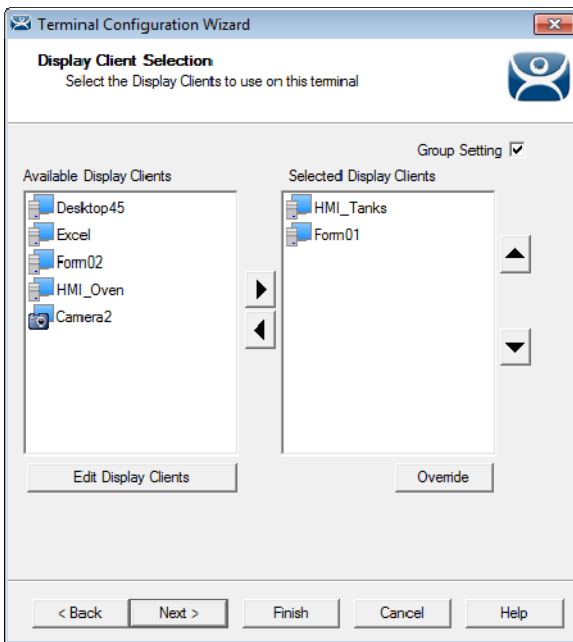 Terminal Configuration Wizard
Display Client Selection
Select the Display Clients to use on this terminal
Group Setting
Available Display Clients
Selected Display Clients
Desktop45
Excel
Form02
HMI_Oven
Camera2
HMI_Tanks
Form01
Edit Display Clients
Override
< Back
Next >
Finish
Cancel
Help